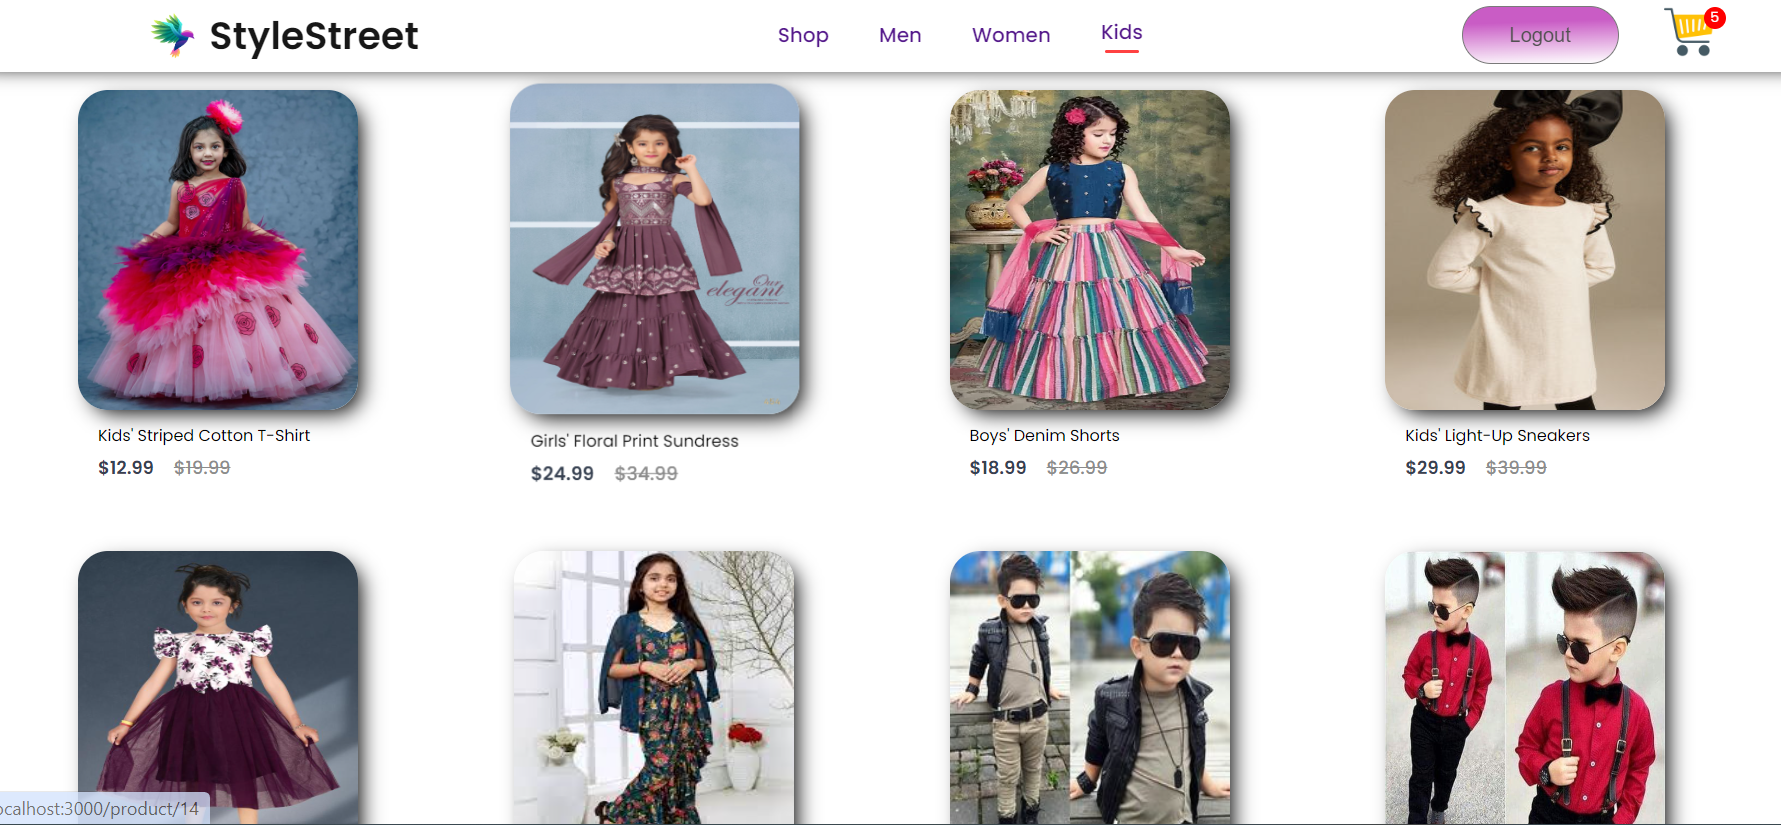 StyleStreet
Shop
Men
Women
Kids
Logout
5
Our
elegant
Kids' Striped Cotton T-Shirt
$12.99 $19.99
Girls' Floral Print Sundress
$24.99 $34.99
Boys' Denim Shorts
$18.99 $26.99
Kids' Light-Up Sneakers
$29.99 $39.99
ocalhost:3000/product/14